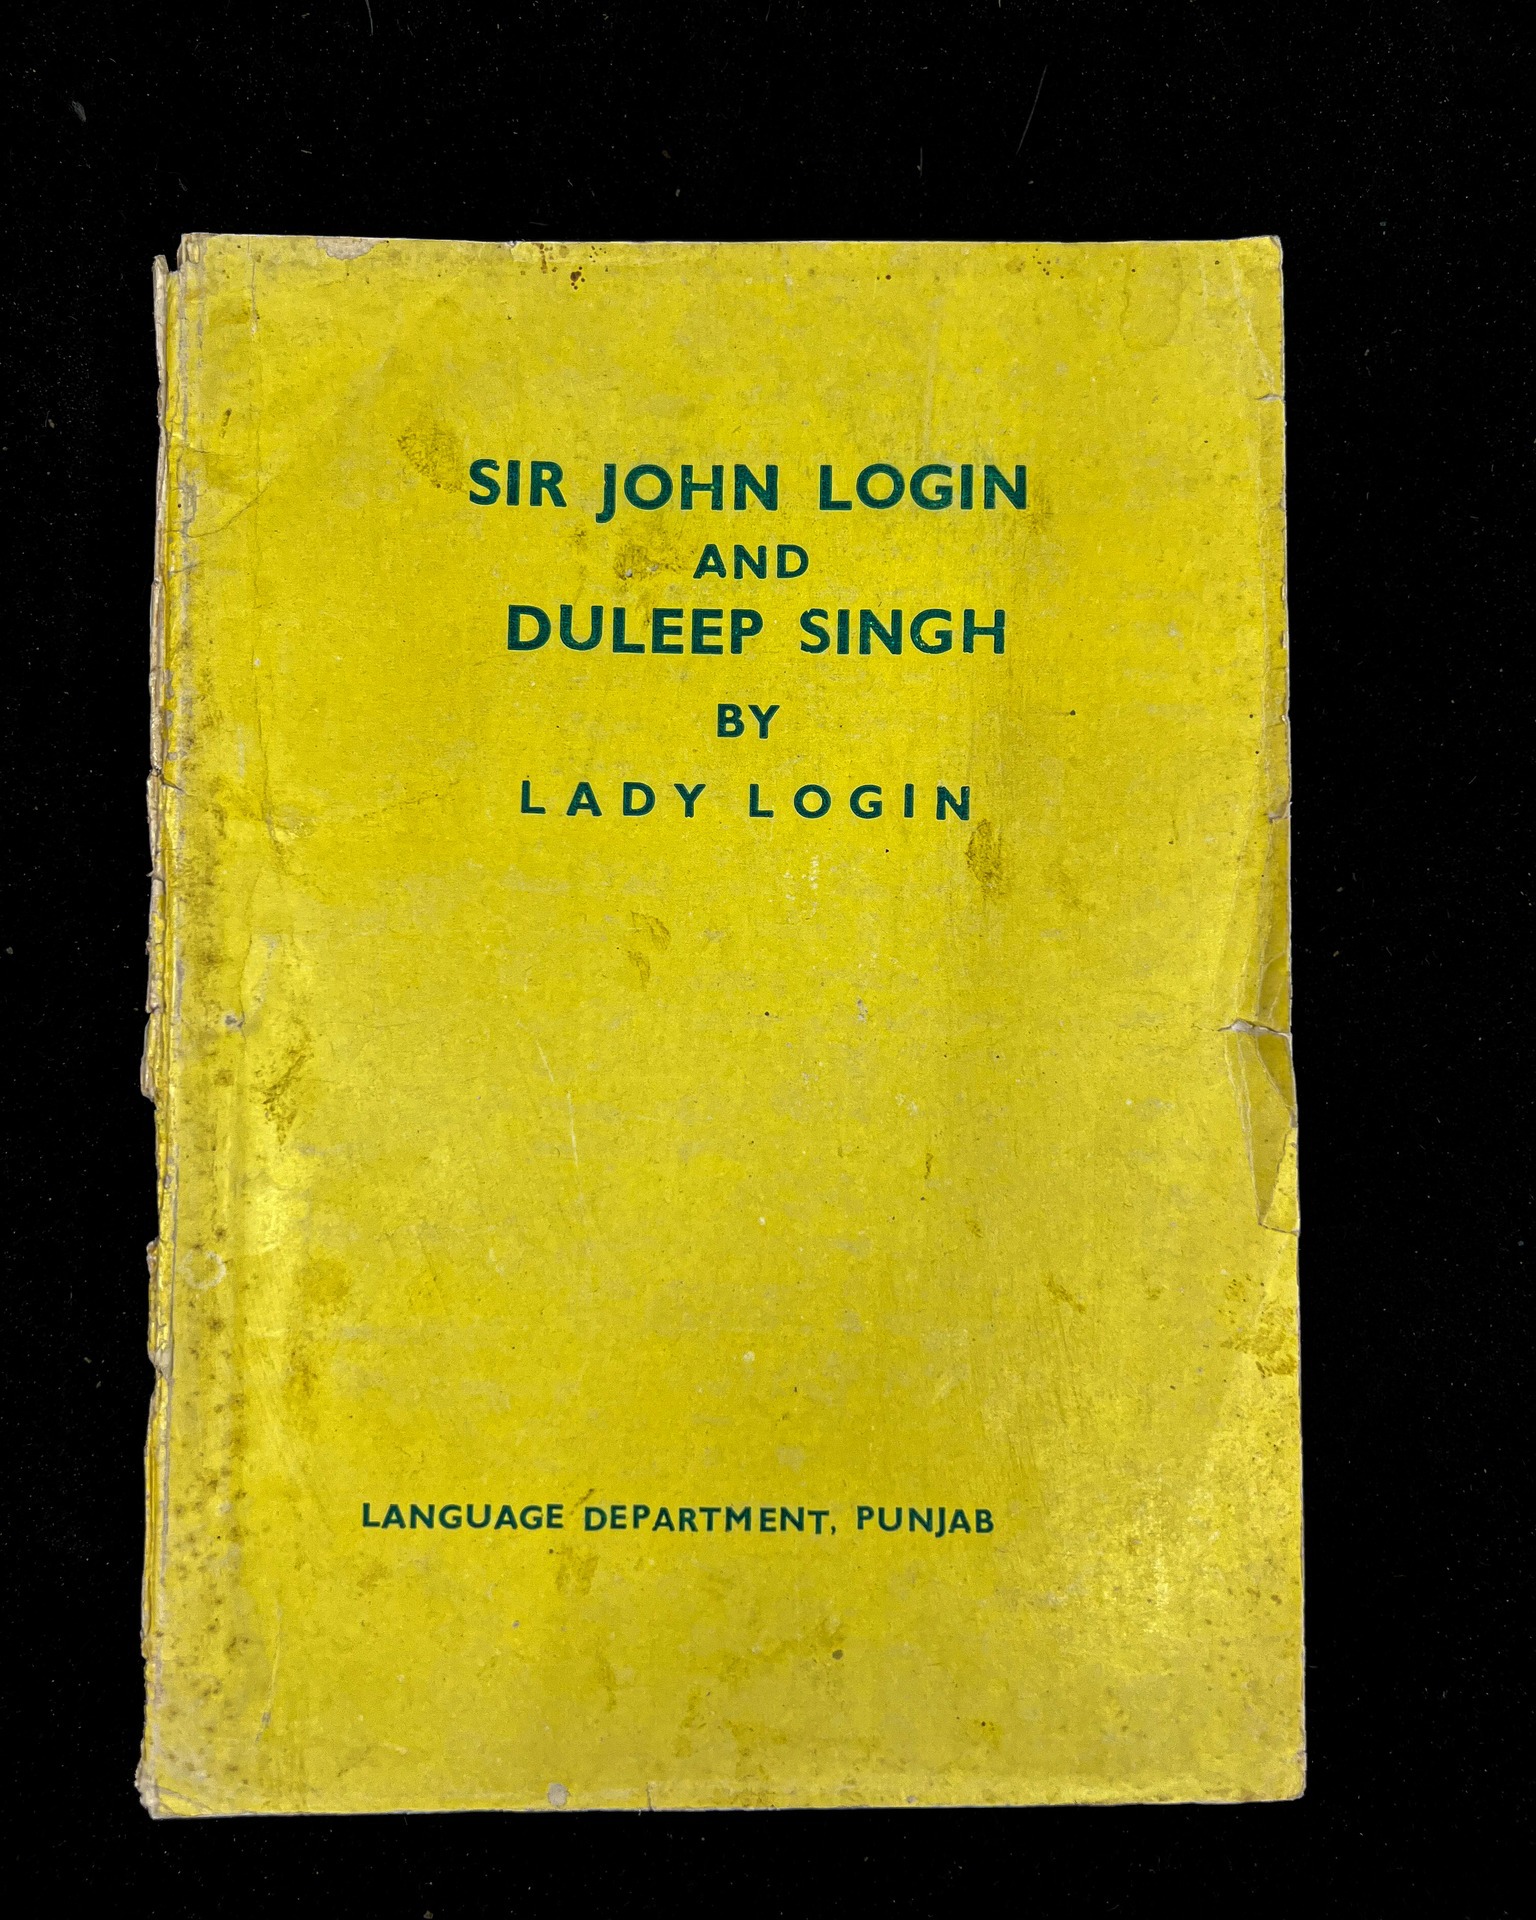 SIR JOHN LOGIN
AND
DULEEP SINGH
BY
LADY LOGIN
LANGUAGE DEPARTMENT, PUNJAB